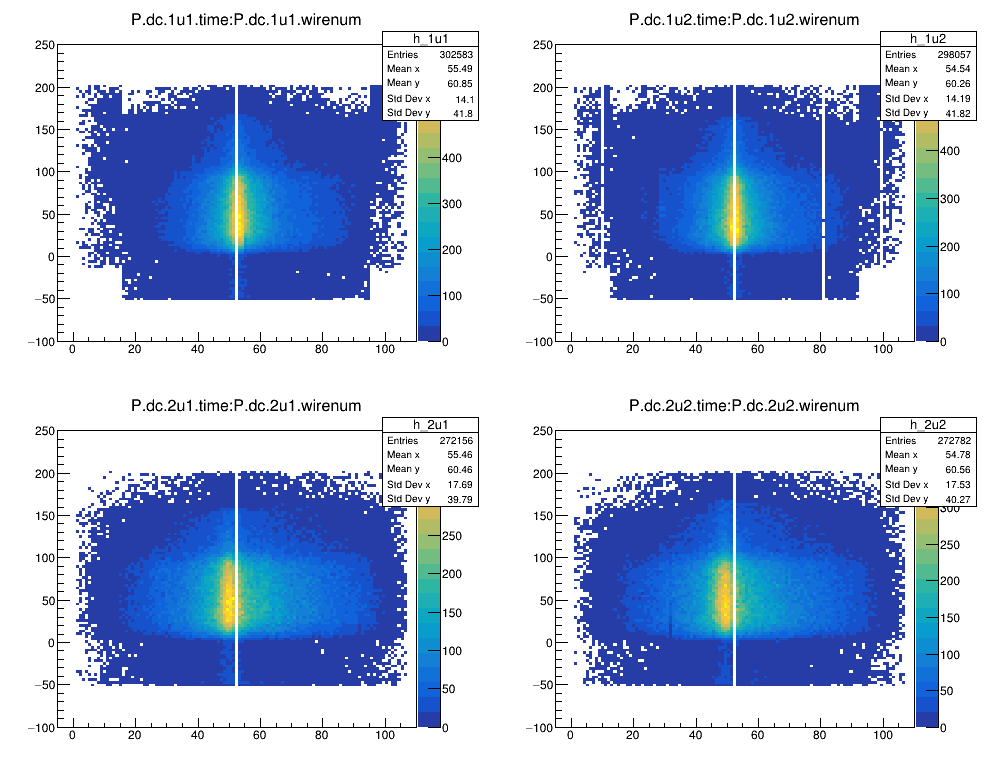 P.dc.1u1.time:P.dc.1u1.wirenum
h_1u1
Entries 302583
Mean x 55.49
Mean y 60.85
Std Dev x 14.1
Std Dev y 41.8
250
200
150
100
50
0
−50
−100
0 20 40 60 80 100
400
300
200
100
0
P.dc.1u2.time:P.dc.1u2.wirenum
h_1u2
Entries 298057
Mean x 54.54
Mean y 60.26
Std Dev x 14.19
Std Dev y 41.82
250
200
150
100
50
0
−50
−100
0 20 40 60 80 100
400
300
200
100
0
P.dc.2u1.time:P.dc.2u1.wirenum
h_2u1
Entries 272156
Mean x 55.46
Mean y 60.46
Std Dev x 17.69
Std Dev y 39.79
250
200
150
100
50
0
−50
−100
0 20 40 60 80 100
250
200
150
100
50
0
P.dc.2u2.time:P.dc.2u2.wirenum
h_2u2
Entries 272782
Mean x 54.78
Mean y 60.56
Std Dev x 17.53
Std Dev y 40.27
250
200
150
100
50
0
−50
−100
0 20 40 60 80 100
300
250
200
150
100
50
0